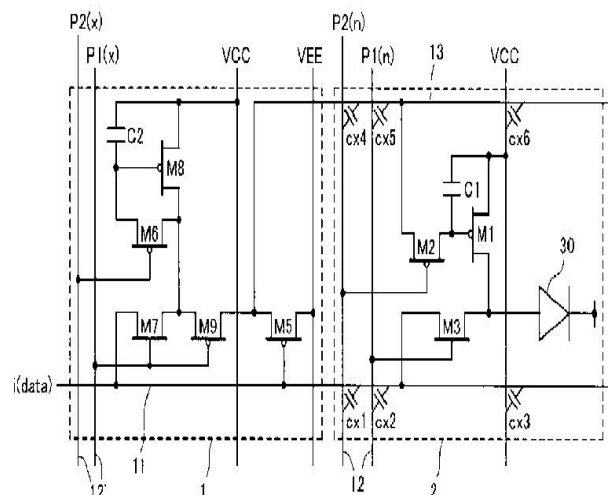 P2(x) P2(n)
P1(x) VCC VEE P1(n) VCC
13
cx4 cx5 cx6
C2
M8
C1
M6 M2 M1 30
M7 M9 M5 M3
i(data)
cx1 cx2 cx3
11
12' 1 12 2